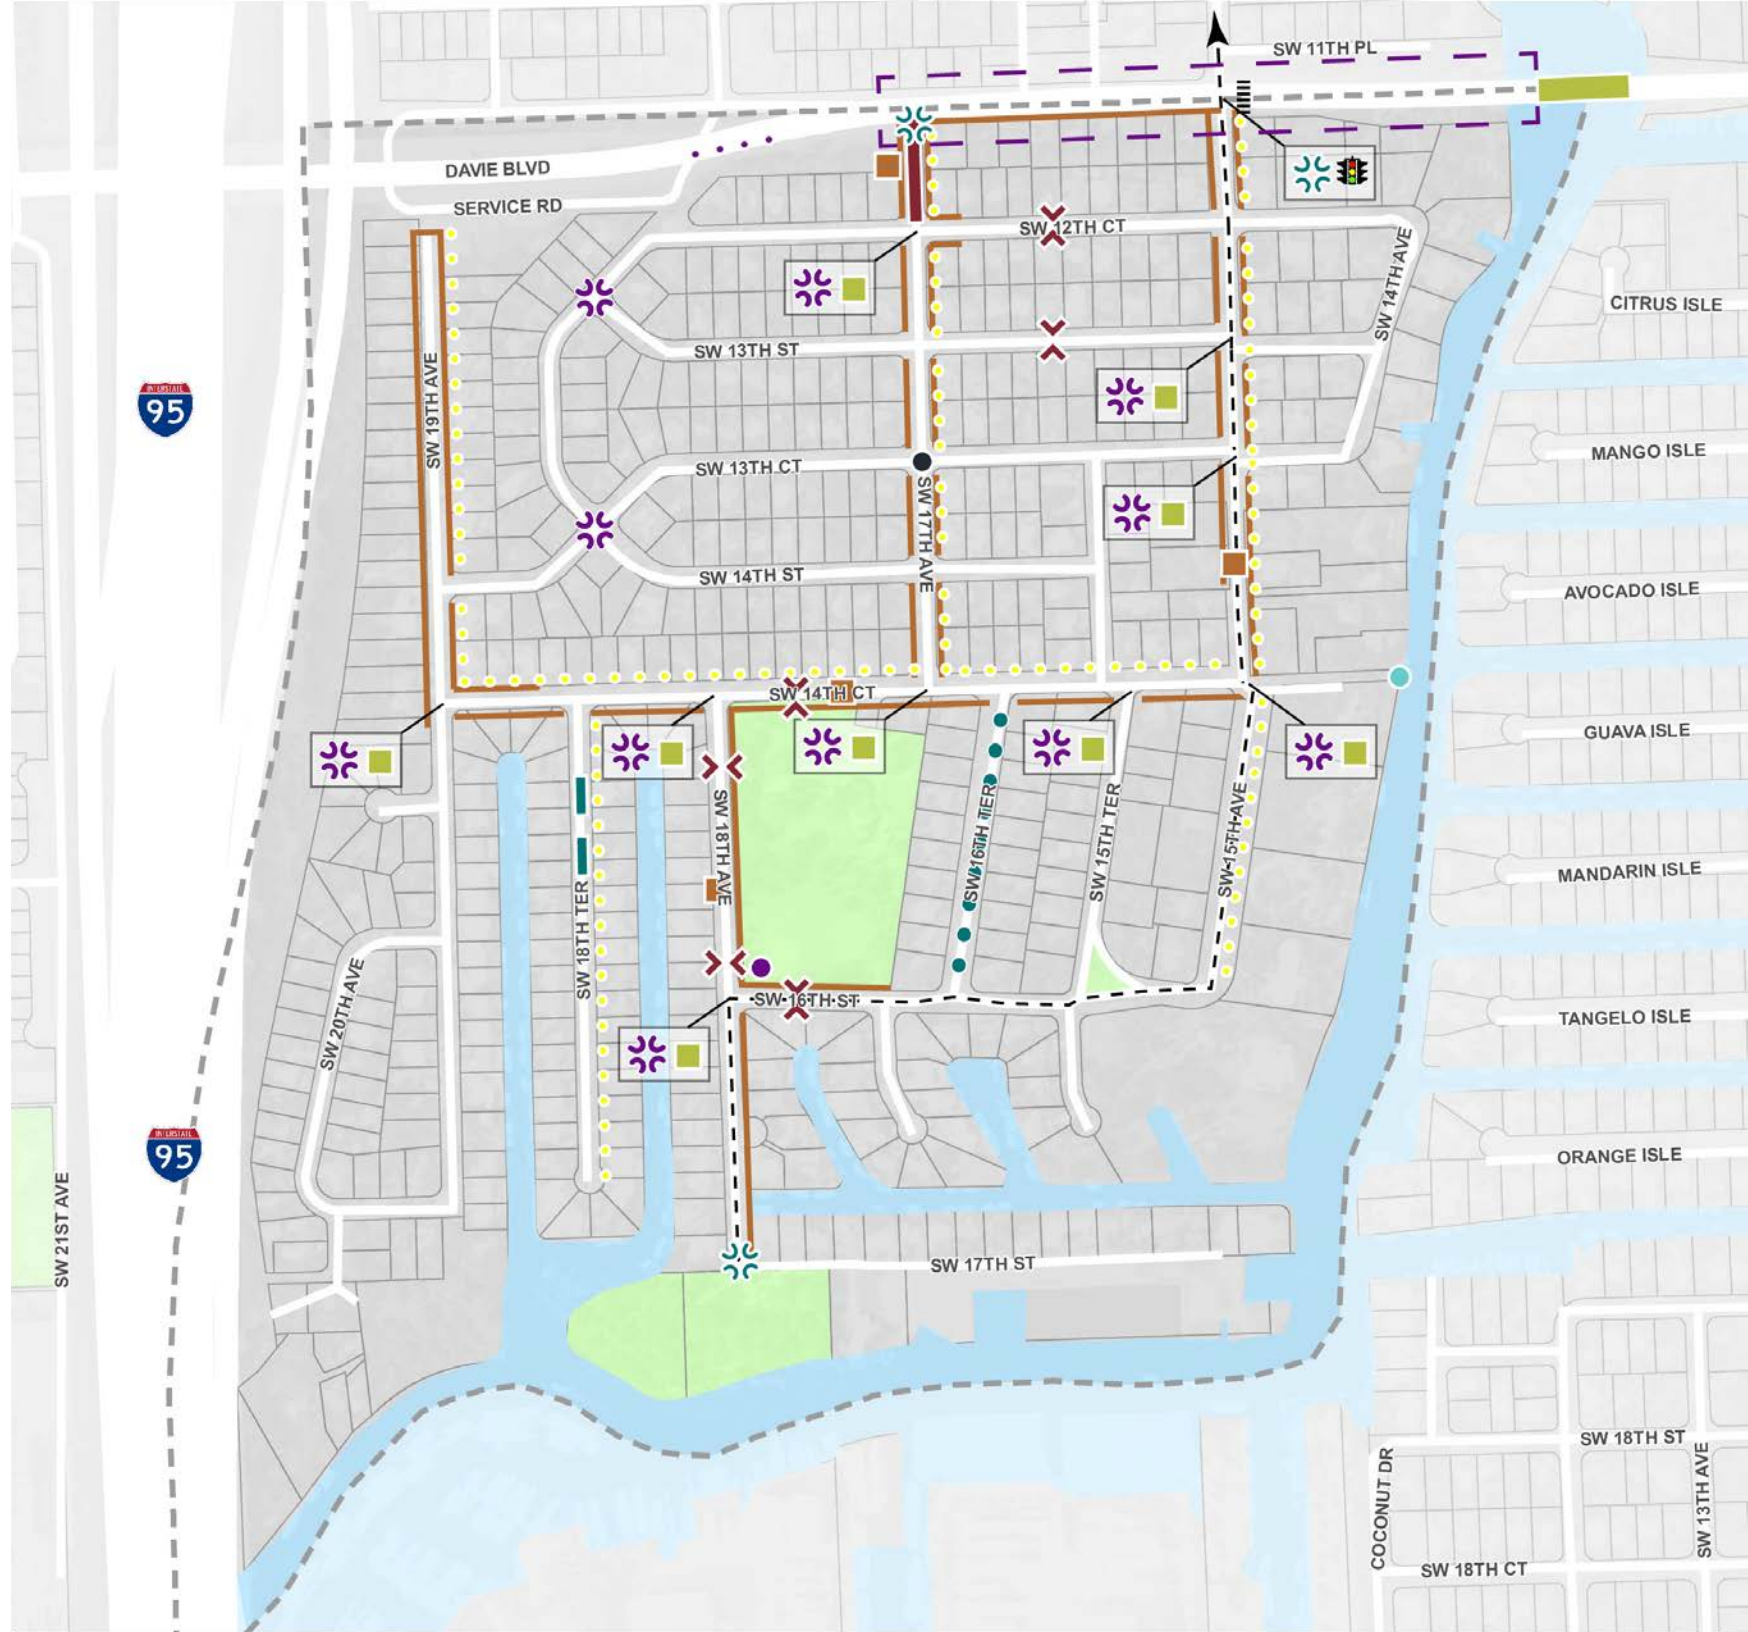 SW 11TH PL
DAVIE BLVD
SERVICE RD
SW 12TH CT
SW 14TH AVE
CITRUS ISLE
SW 13TH ST
SW 19TH AVE
INTERSTATE
95
MANGO ISLE
SW 13TH CT
SW 17TH AVE
SW 14TH ST
AVOCADO ISLE
SW 14TH CT
GUAVA ISLE
SW 18TH AVE
SW 16TH TER
SW 15TH TER
SW 15TH AVE
MANDARIN ISLE
SW 18TH TER
SW 16TH ST
SW 20TH AVE
TANGELO ISLE
INTERSTATE
95
ORANGE ISLE
SW 21ST AVE
SW 17TH ST
SW 18TH ST
COCONUT DR
SW 13TH AVE
SW 18TH CT